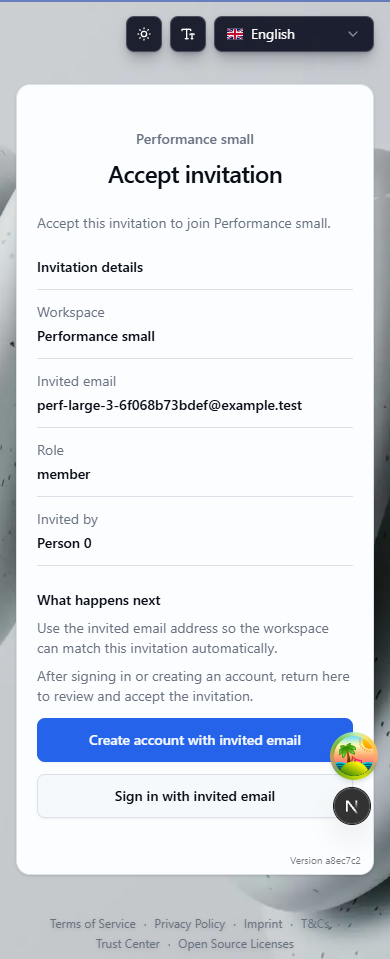 English
Performance small
Accept invitation
Accept this invitation to join Performance small.
Invitation details
Workspace
Performance small
Invited email
perf-large-3-6f068b73bdef@example.test
Role
member
Invited by
Person 0
What happens next
Use the invited email address so the workspace
can match this invitation automatically.
After signing in or creating an account, return here
to review and accept the invitation.
Create account with invited email
Sign in with invited email
N
Version a8ec7c2
Terms of Service · Privacy Policy · Imprint · T&Cs ·
Trust Center · Open Source Licenses